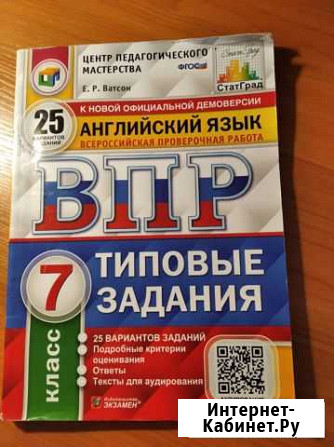 ЦЕНТР ПЕДАГОГИЧЕСКОГО
МАСТЕРСТВА
ФГОС
СтатГрад
Е. Р. Ватсон
25
ВАРИАНТОВ
ЗАДАНИЙ
К НОВОЙ ОФИЦИАЛЬНОЙ ДЕМОВЕРСИИ
АНГЛИЙСКИЙ ЯЗЫК
ВСЕРОССИЙСКАЯ ПРОВЕРОЧНАЯ РАБОТА
ВПР
7
КЛАСС
ТИПОВЫЕ
ЗАДАНИЯ
25 ВАРИАНТОВ ЗАДАНИЙ
Подробные критерии
оценивания
Ответы
Тексты для аудирования
Издательство
ЭКЗАМЕН
Интернет-
Кабинет.Ру